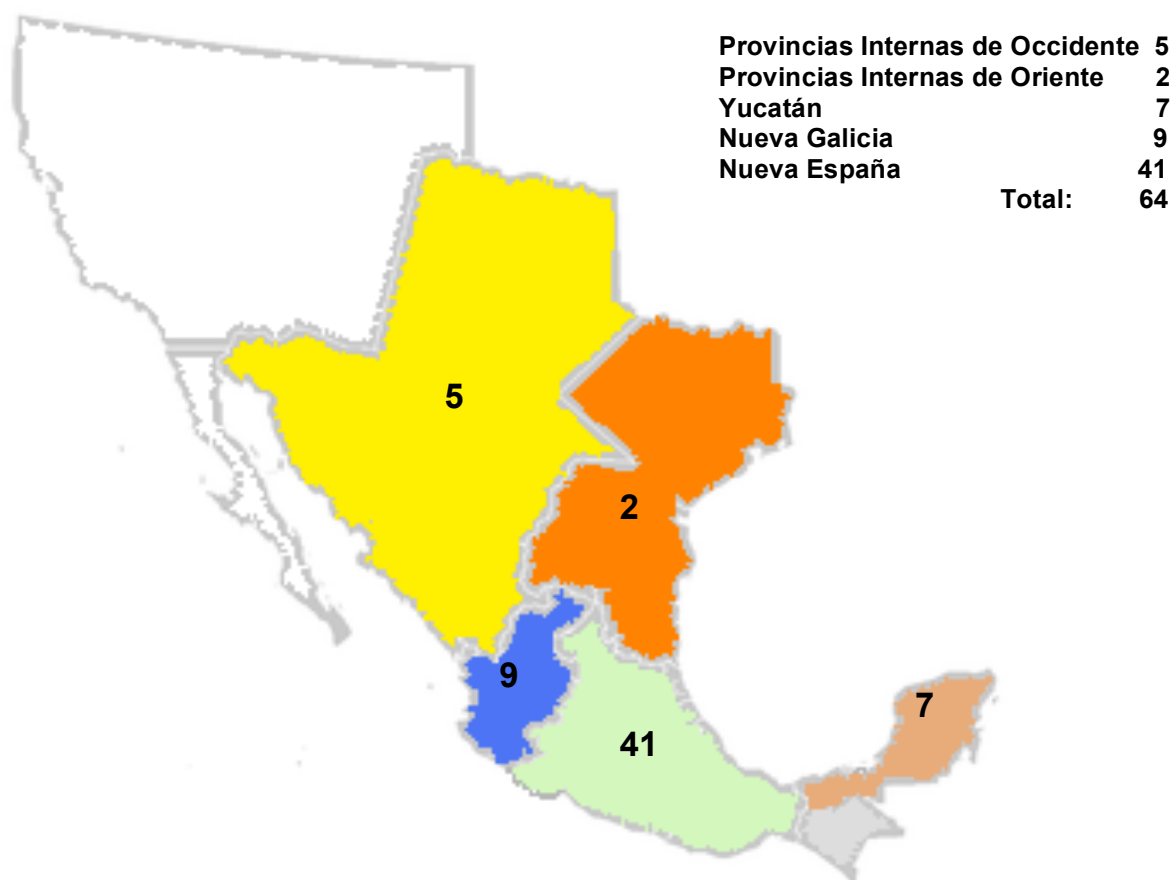 Provincias Internas de Occidente 5
Provincias Internas de Oriente 2
Yucatán 7
Nueva Galicia 9
Nueva España 41
Total: 64
5
2
9
7
41